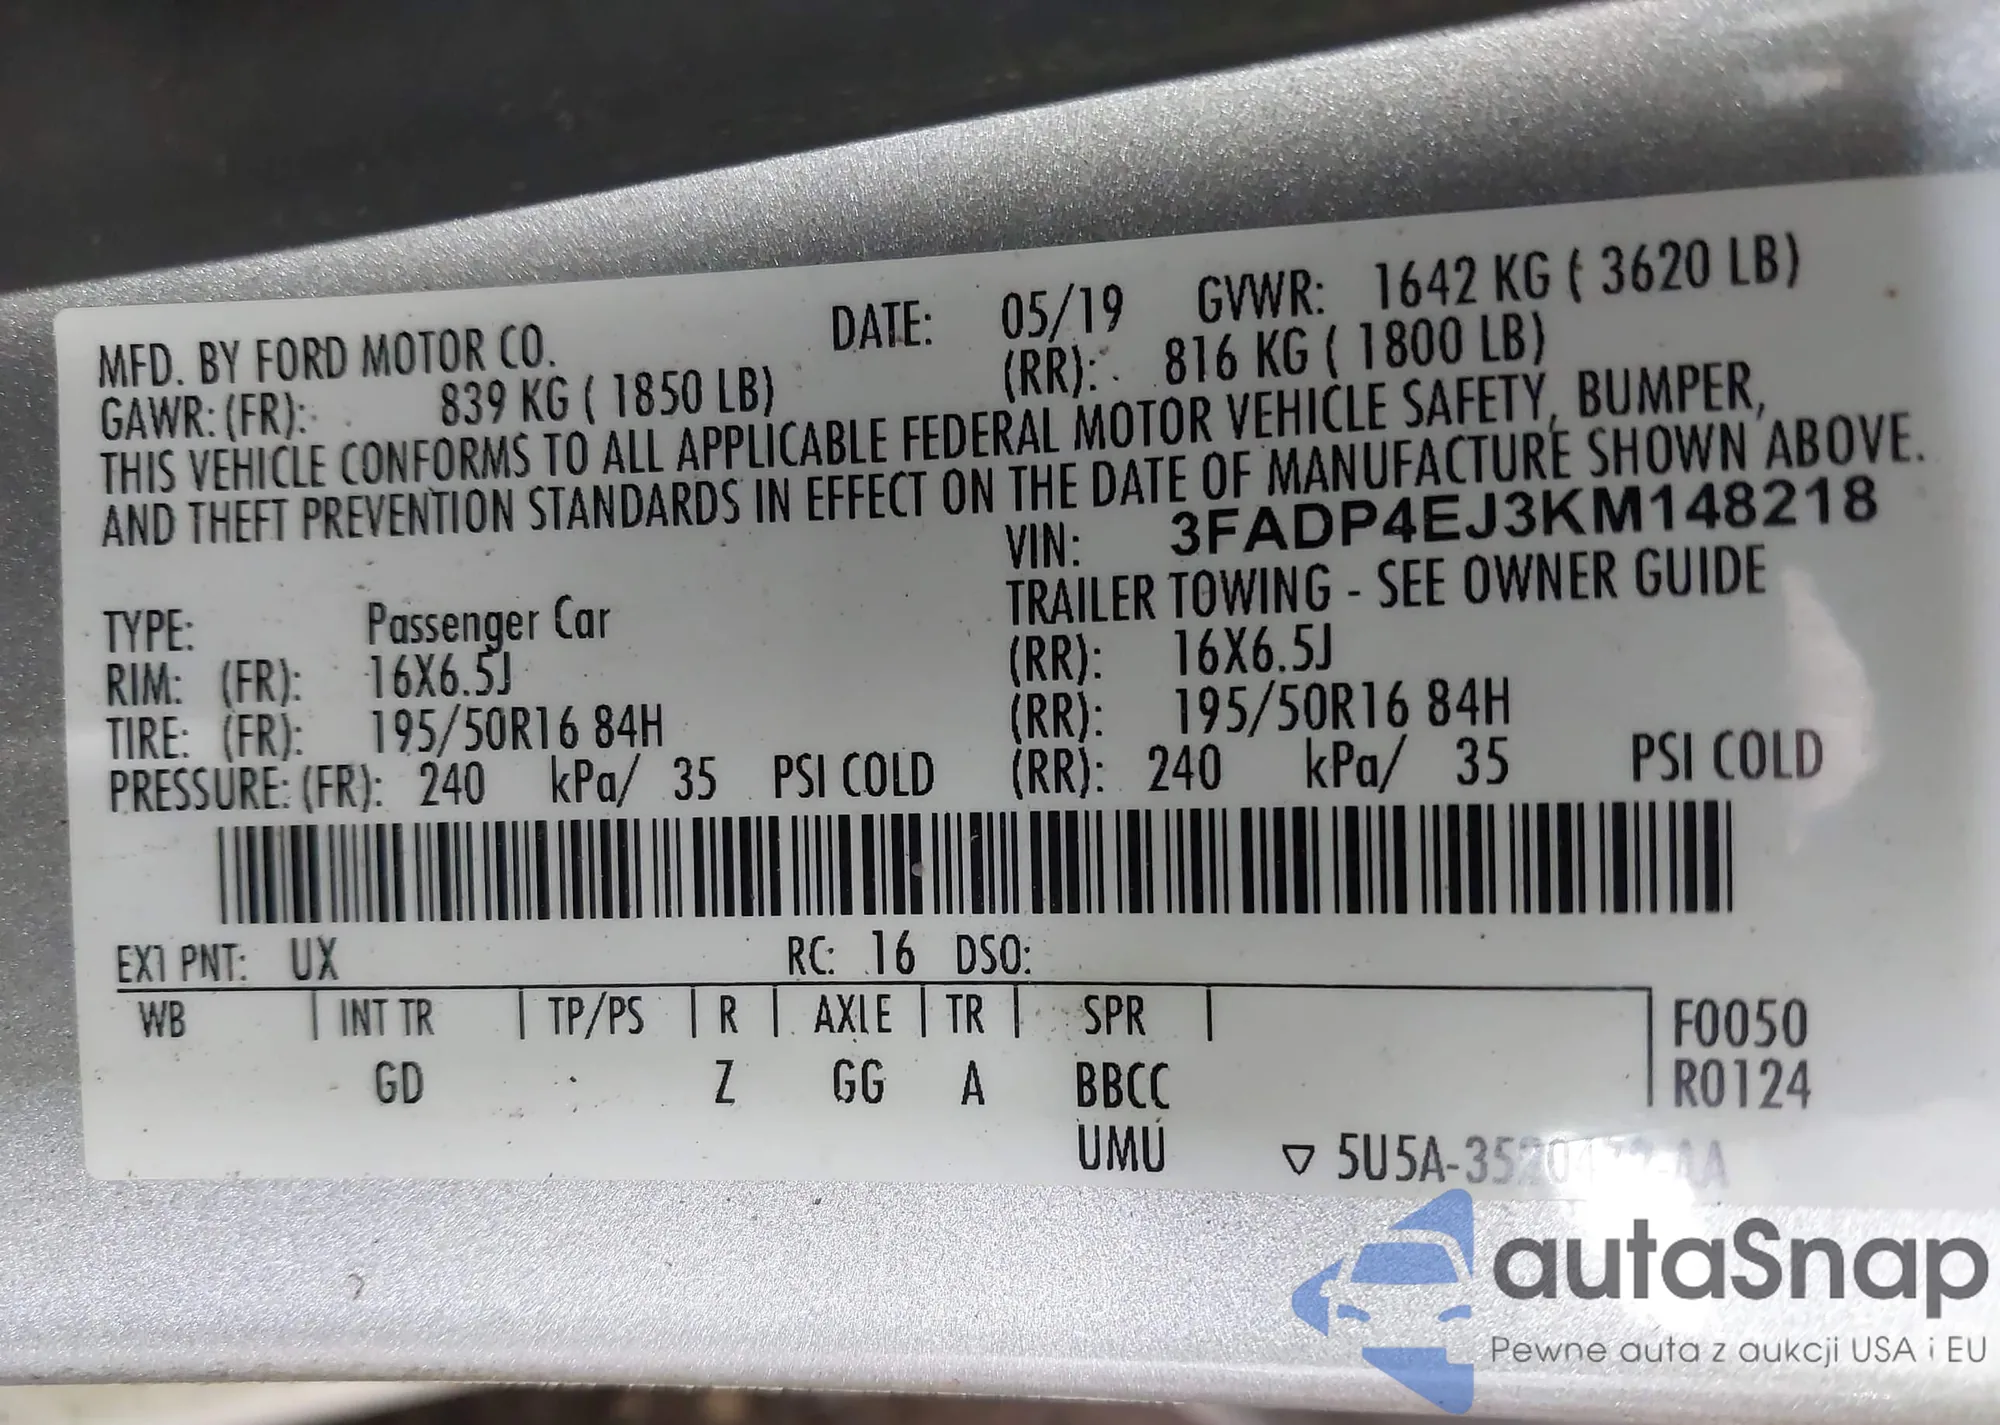 MFD. BY FORD MOTOR CO. DATE: 05/19 GVWR: 1642 KG ( 3620 LB)
GAWR: (FR): 839 KG ( 1850 LB) (RR): 816 KG ( 1800 LB)
THIS VEHICLE CONFORMS TO ALL APPLICABLE FEDERAL MOTOR VEHICLE SAFETY, BUMPER,
AND THEFT PREVENTION STANDARDS IN EFFECT ON THE DATE OF MANUFACTURE SHOWN ABOVE.
VIN: 3FADP4EJ3KM148218
TYPE: Passenger Car TRAILER TOWING - SEE OWNER GUIDE
RIM: (FR): 16X6.5J (RR): 16X6.5J
TIRE: (FR): 195/50R16 84H (RR): 195/50R16 84H
PRESSURE: (FR): 240 kPa/ 35 PSI COLD (RR): 240 kPa/ 35 PSI COLD
EXT PNT: UX RC: 16 DSO:
WB INT TR TP/PS R AXLE TR SPR F0050
GD Z GG A BBCC R0124
UMU
autaSnap
Pewne auta z aukcji USA i EU